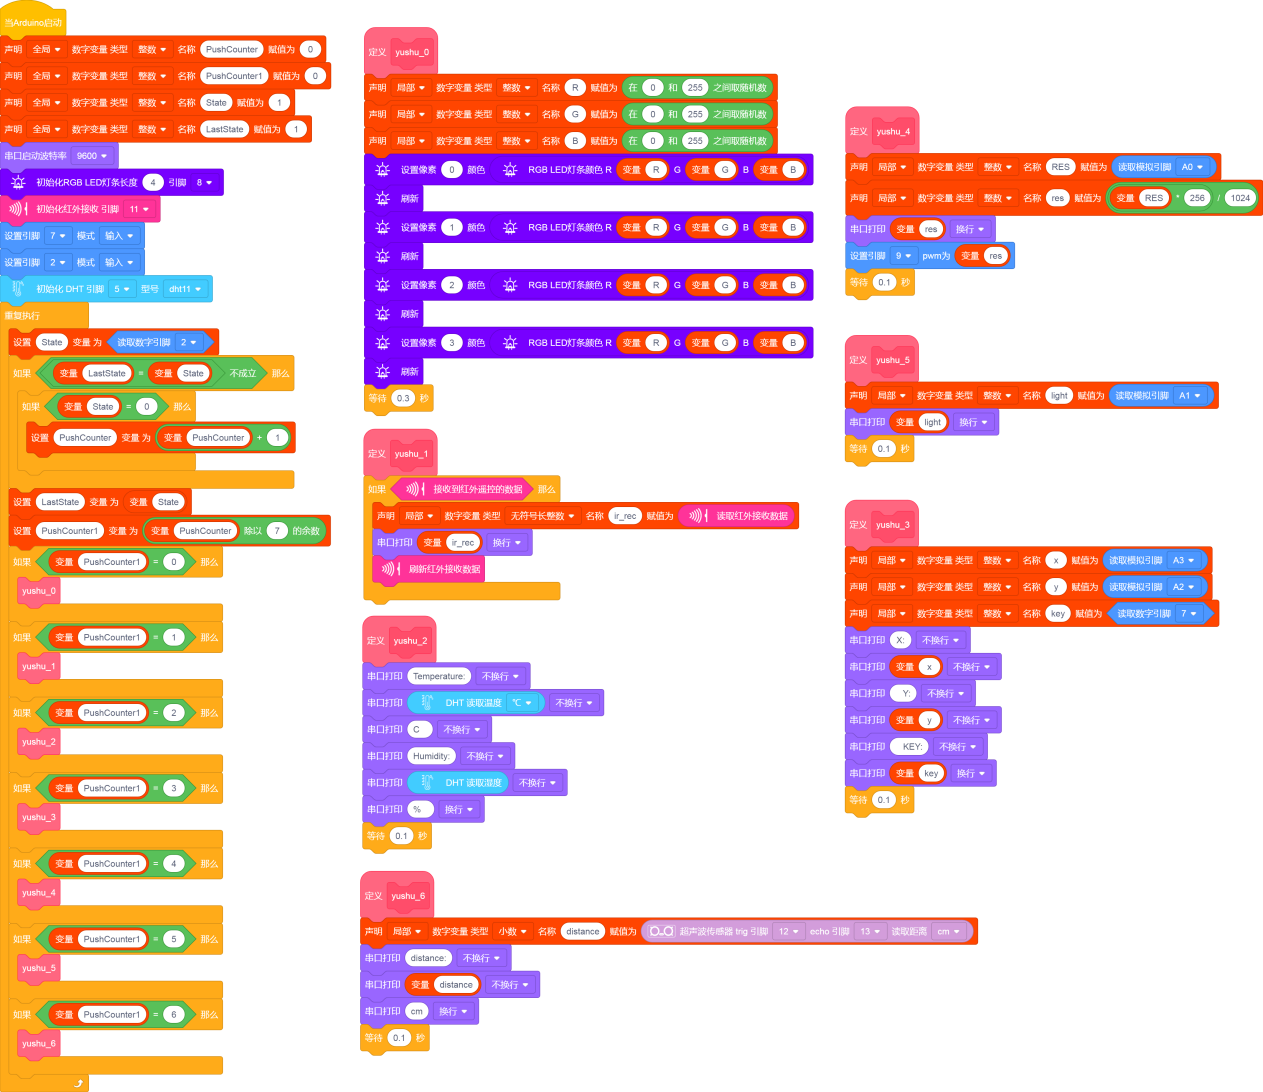 当Arduino启动
声明 全局 数字变量 类型 整数 名称 PushCounter 赋值为 0
声明 全局 数字变量 类型 整数 名称 PushCounter1 赋值为 0
声明 全局 数字变量 类型 整数 名称 State 赋值为 1
声明 全局 数字变量 类型 整数 名称 LastState 赋值为 1
串口启动波特率 9600
初始化RGB LED灯条长度 4 引脚 8
初始化红外接收 引脚 11
设置引脚 7 模式 输入
设置引脚 2 模式 输入
初始化 DHT 引脚 5 型号 dht11
重复执行
设置 State 变量 为 读取数字引脚 2
如果 变量 LastState = 变量 State 不成立 那么
如果 变量 State = 0 那么
设置 PushCounter 变量 为 变量 PushCounter + 1
设置 LastState 变量 为 变量 State
设置 PushCounter1 变量 为 变量 PushCounter 除以 7 的余数
如果 变量 PushCounter1 = 0 那么
yushu_0
如果 变量 PushCounter1 = 1 那么
yushu_1
如果 变量 PushCounter1 = 2 那么
yushu_2
如果 变量 PushCounter1 = 3 那么
yushu_3
如果 变量 PushCounter1 = 4 那么
yushu_4
如果 变量 PushCounter1 = 5 那么
yushu_5
如果 变量 PushCounter1 = 6 那么
yushu_6
定义 yushu_0
声明 局部 数字变量 类型 整数 名称 R 赋值为 在 0 和 255 之间取随机数
声明 局部 数字变量 类型 整数 名称 G 赋值为 在 0 和 255 之间取随机数
声明 局部 数字变量 类型 整数 名称 B 赋值为 在 0 和 255 之间取随机数
设置像素 0 颜色 RGB LED灯条颜色 R 变量 R G 变量 G B 变量 B
刷新
设置像素 1 颜色 RGB LED灯条颜色 R 变量 R G 变量 G B 变量 B
刷新
设置像素 2 颜色 RGB LED灯条颜色 R 变量 R G 变量 G B 变量 B
刷新
设置像素 3 颜色 RGB LED灯条颜色 R 变量 R G 变量 G B 变量 B
刷新
等待 0.3 秒
定义 yushu_1
如果 接收到红外遥控的数据 那么
声明 局部 数字变量 类型 无符号长整数 名称 ir_rec 赋值为 读取红外接收数据
串口打印 变量 ir_rec 换行
刷新红外接收数据
定义 yushu_2
串口打印 Temperature: 不换行
串口打印 DHT 读取温度 ℃ 不换行
串口打印 C 不换行
串口打印 Humidity: 不换行
串口打印 DHT 读取湿度 不换行
串口打印 % 换行
等待 0.1 秒
定义 yushu_6
声明 局部 数字变量 类型 小数 名称 distance 赋值为 超声波传感器 trig 引脚 12 echo 引脚 13 读取距离 cm
串口打印 distance: 不换行
串口打印 变量 distance 不换行
串口打印 cm 换行
等待 0.1 秒
定义 yushu_4
声明 局部 数字变量 类型 整数 名称 RES 赋值为 读取模拟引脚 A0
声明 局部 数字变量 类型 整数 名称 res 赋值为 变量 RES * 256 / 1024
串口打印 变量 res 换行
设置引脚 9 pwm为 变量 res
等待 0.1 秒
定义 yushu_5
声明 局部 数字变量 类型 整数 名称 light 赋值为 读取模拟引脚 A1
串口打印 变量 light 换行
等待 0.1 秒
定义 yushu_3
声明 局部 数字变量 类型 整数 名称 x 赋值为 读取模拟引脚 A3
声明 局部 数字变量 类型 整数 名称 y 赋值为 读取模拟引脚 A2
声明 局部 数字变量 类型 整数 名称 key 赋值为 读取数字引脚 7
串口打印 X: 不换行
串口打印 变量 x 不换行
串口打印 Y: 不换行
串口打印 变量 y 不换行
串口打印 KEY: 不换行
串口打印 变量 key 换行
等待 0.1 秒